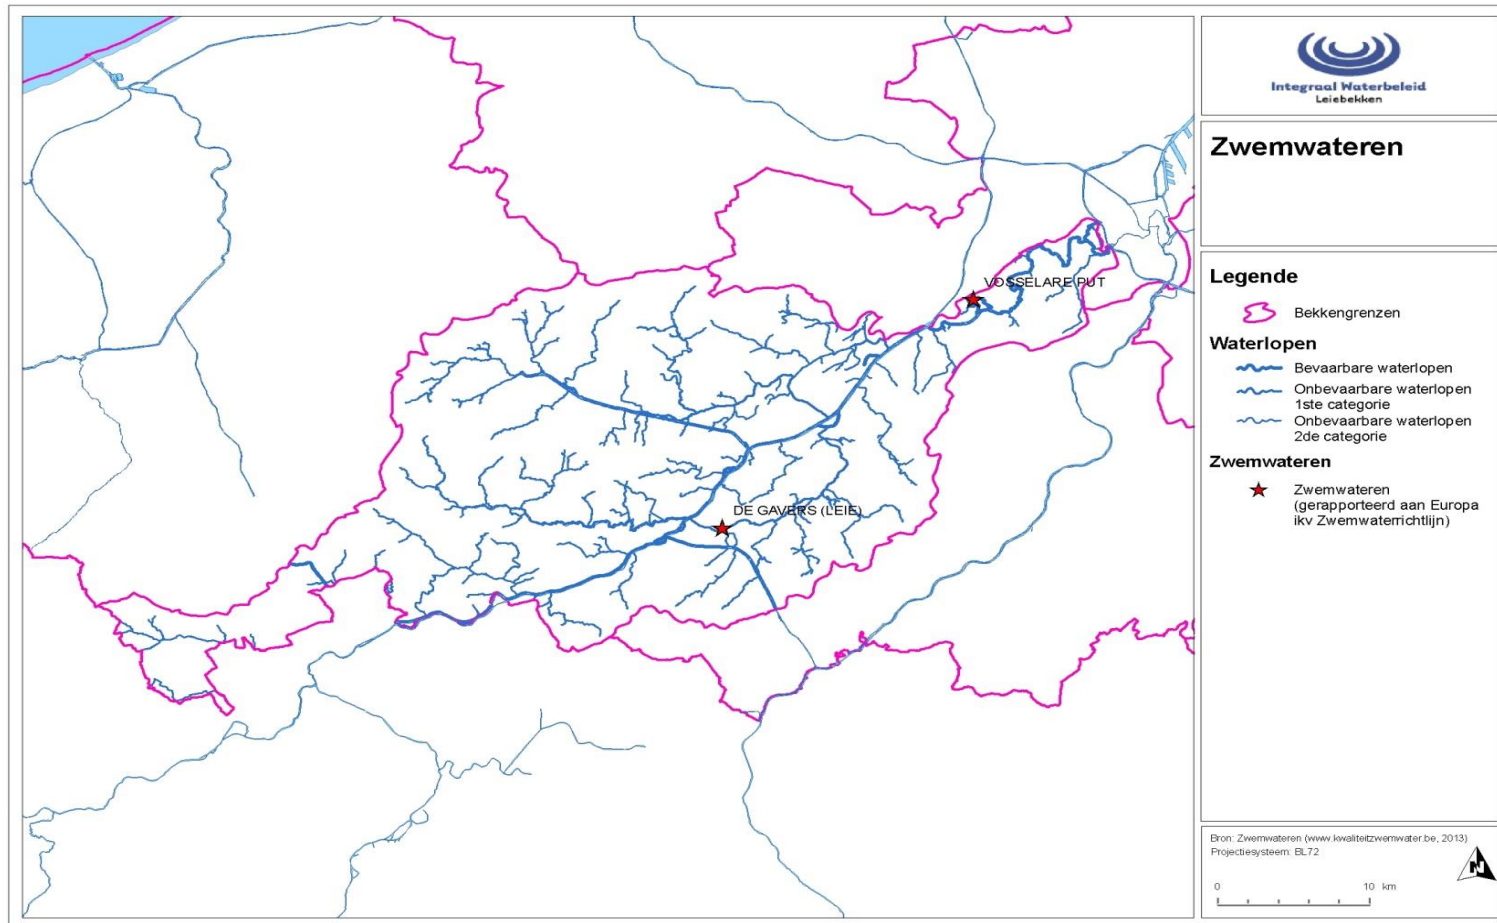 Integraal Waterbeleid
Leiebekken
Zwemwateren
VOSSELARE PUT
DE GAVERS (LEIE)
Legende
Bekkengrenzen
Waterlopen
Bevaarbare waterlopen
Onbevaarbare waterlopen
1ste categorie
Onbevaarbare waterlopen
2de categorie
Zwemwateren
Zwemwateren
(gerapporteerd aan Europa
ikv Zwemwaterrichtlijn)
Bron: Zwemwateren (www.kwaliteitzwemwater.be, 2013)
Projectiesysteem: BL72
0 10 km
N